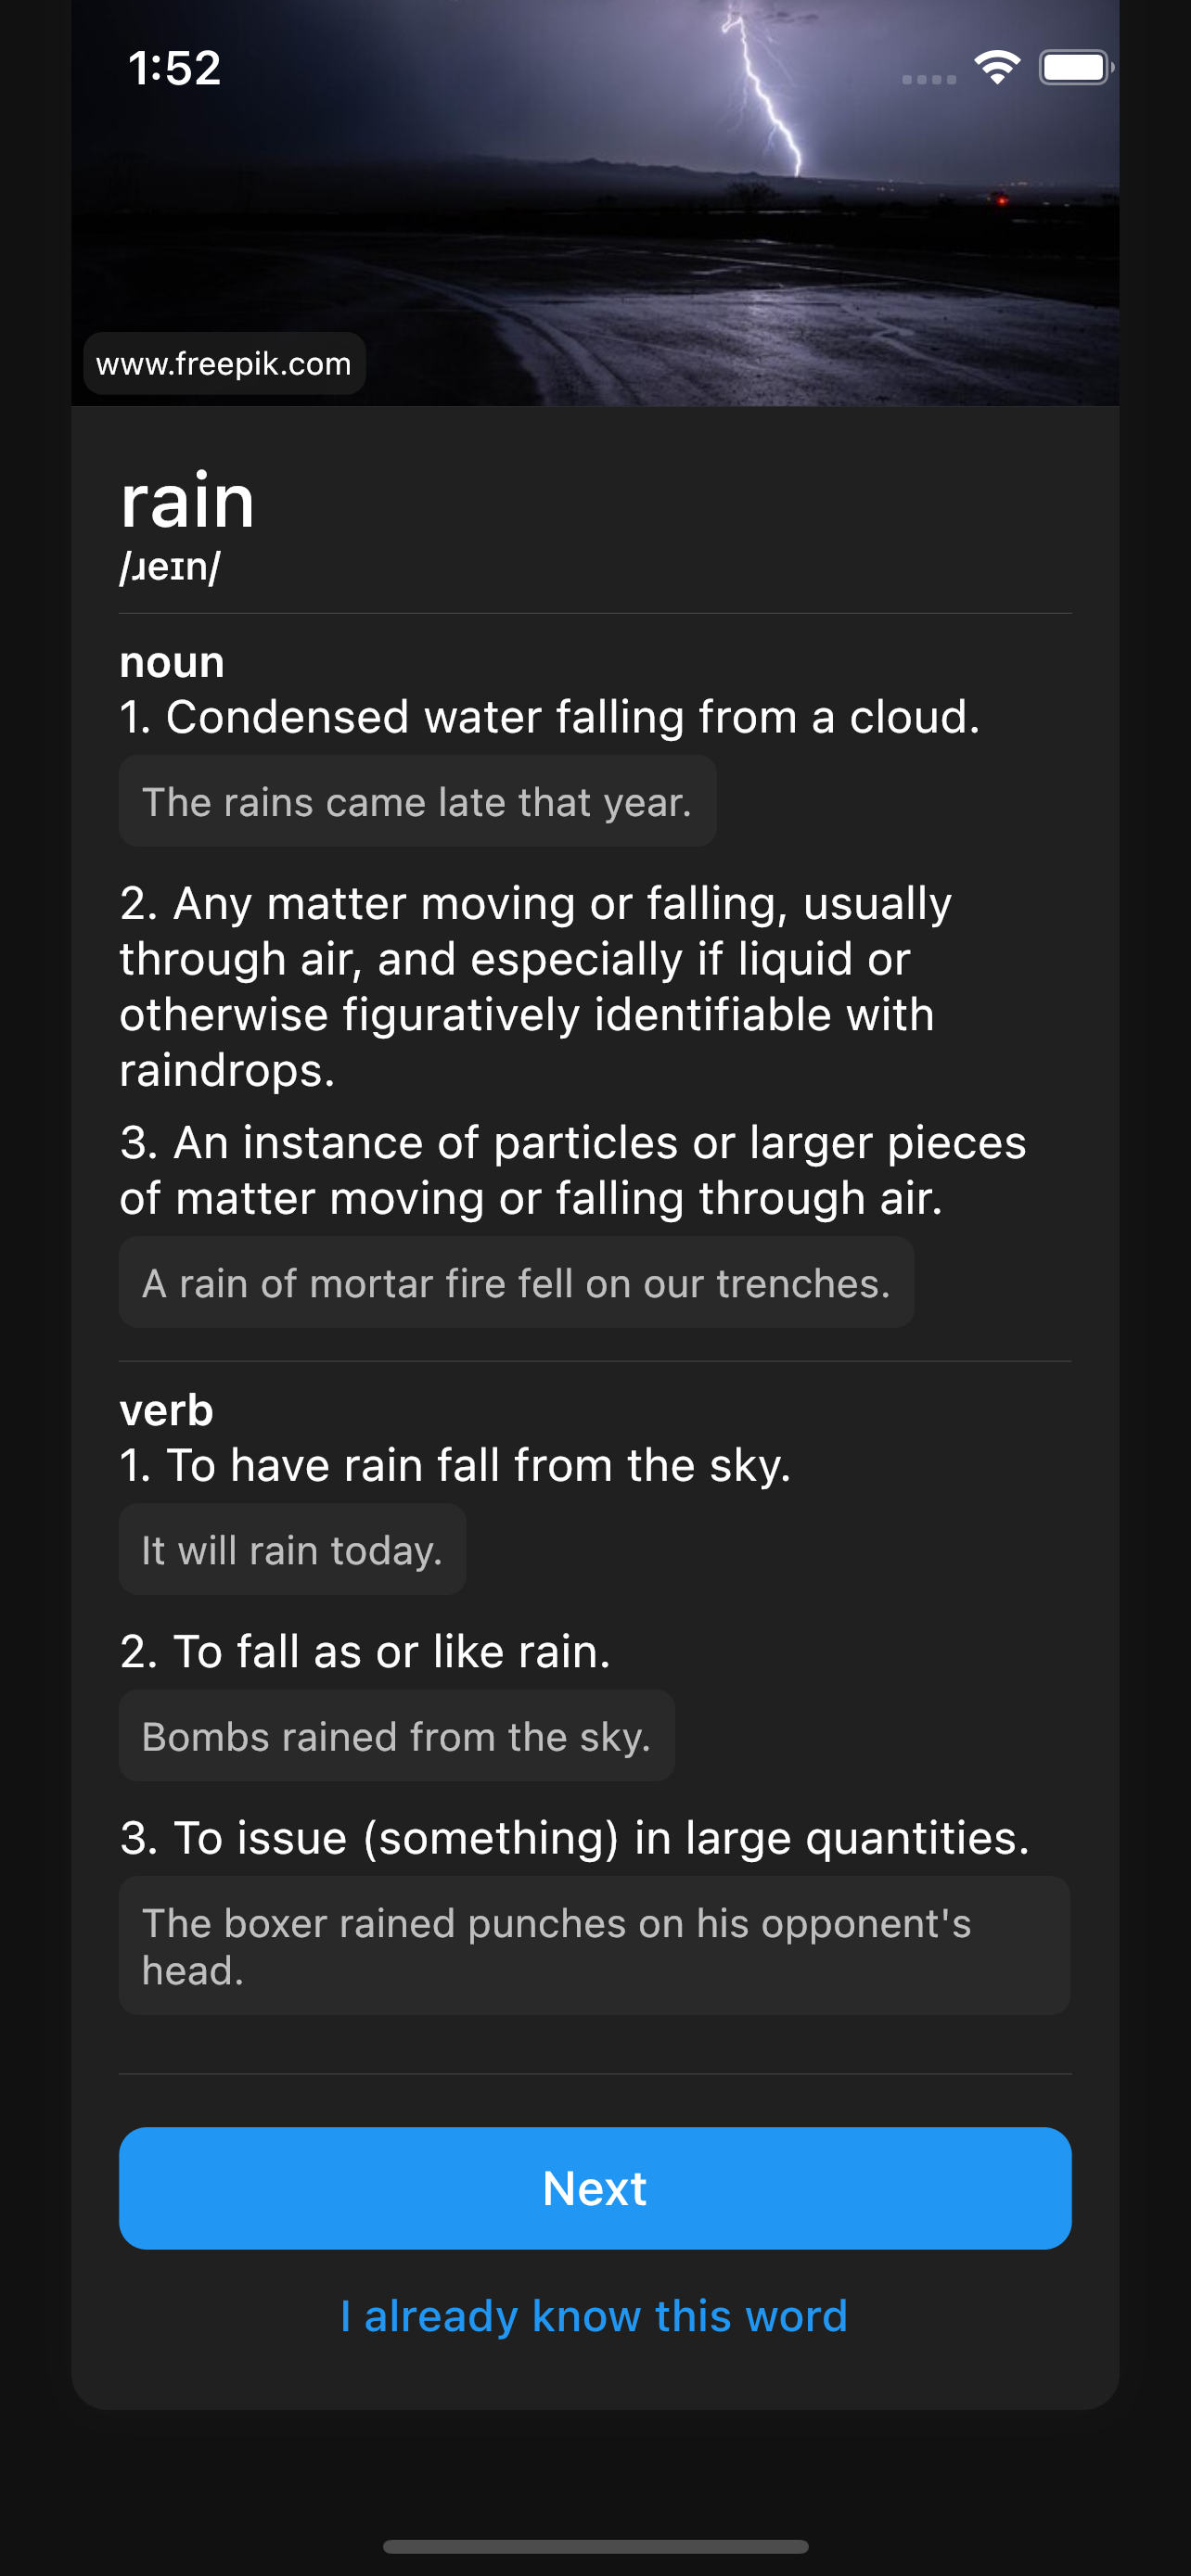 1:52
www.freepik.com
rain
/ɹeɪn/
noun
1. Condensed water falling from a cloud.
The rains came late that year.
2. Any matter moving or falling, usually
through air, and especially if liquid or
otherwise figuratively identifiable with
raindrops.
3. An instance of particles or larger pieces
of matter moving or falling through air.
A rain of mortar fire fell on our trenches.
verb
1. To have rain fall from the sky.
It will rain today.
2. To fall as or like rain.
Bombs rained from the sky.
3. To issue (something) in large quantities.
The boxer rained punches on his opponent's
head.
Next
I already know this word